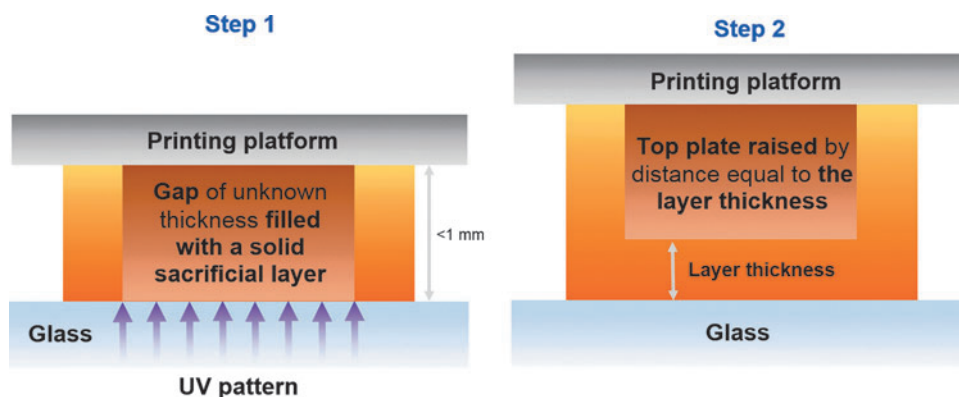 Step 1
Printing platform
Gap of unknown
thickness filled
with a solid
sacrificial layer
<1 mm
Glass
UV pattern
Step 2
Printing platform
Top plate raised by
distance equal to the
layer thickness
Layer thickness
Glass